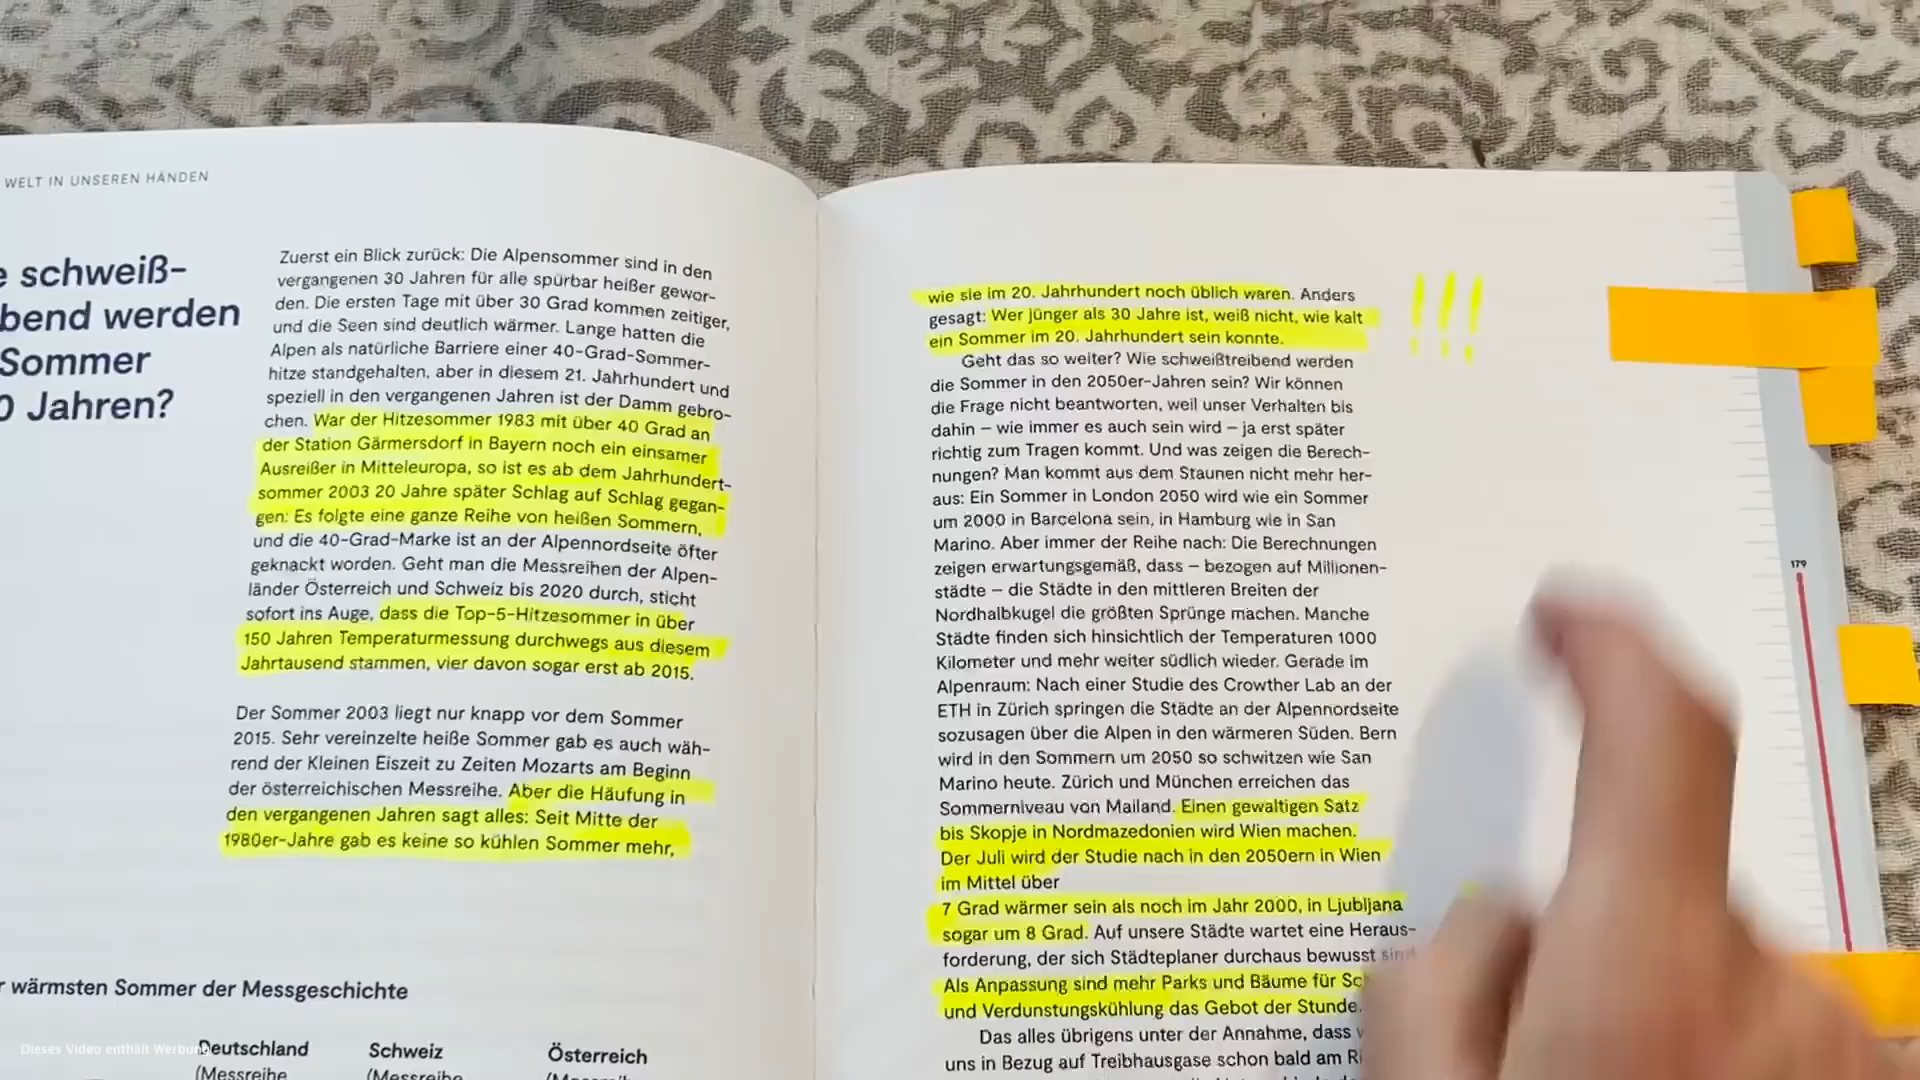 WELT IN UNSEREN HÄNDEN
schweiß-
bend werden
Sommer
0 Jahren?
Zuerst ein Blick zurück: Die Alpensommer sind in den
vergangenen 30 Jahren für alle spürbar heißer gewor-
den. Die ersten Tage mit über 30 Grad kommen zeitiger,
und die Seen sind deutlich wärmer. Lange hatten die
Alpen als natürliche Barriere einer 40-Grad-Sommer-
hitze standgehalten, aber in diesem 21. Jahrhundert und
speziell in den vergangenen Jahren ist der Damm gebro-
chen. War der Hitzesommer 1983 mit über 40 Grad an
der Station Gärmersdorf in Bayern noch ein einsamer
Ausreißer in Mitteleuropa, so ist es ab dem Jahrhundert-
sommer 2003 20 Jahre später Schlag auf Schlag gegan-
gen: Es folgte eine ganze Reihe von heißen Sommern,
und die 40-Grad-Marke ist an der Alpennordseite öfter
geknackt worden. Geht man die Messreihen der Alpen-
länder Österreich und Schweiz bis 2020 durch, sticht
sofort ins Auge, dass die Top-5-Hitzesommer in über
150 Jahren Temperaturmessung durchwegs aus diesem
Jahrtausend stammen, vier davon sogar erst ab 2015.
Der Sommer 2003 liegt nur knapp vor dem Sommer
2015. Sehr vereinzelte heiße Sommer gab es auch wäh-
rend der Kleinen Eiszeit zu Zeiten Mozarts am Beginn
der österreichischen Messreihe. Aber die Häufung in
den vergangenen Jahren sagt alles: Seit Mitte der
1980er-Jahre gab es keine so kühlen Sommer mehr,
wärmsten Sommer der Messgeschichte
Deutschland
(Messreihe
Schweiz
(Messreihe
Österreich
Dieses Video enthält Werbung
wie sie im 20. Jahrhundert noch üblich waren. Anders
gesagt: Wer jünger als 30 Jahre ist, weiß nicht, wie kalt
ein Sommer im 20. Jahrhundert sein konnte.
!!!
Geht das so weiter? Wie schweißtreibend werden
die Sommer in den 2050er-Jahren sein? Wir können
die Frage nicht beantworten, weil unser Verhalten bis
dahin – wie immer es auch sein wird – ja erst später
richtig zum Tragen kommt. Und was zeigen die Berech-
nungen? Man kommt aus dem Staunen nicht mehr her-
aus: Ein Sommer in London 2050 wird wie ein Sommer
um 2000 in Barcelona sein, in Hamburg wie in San
Marino. Aber immer der Reihe nach: Die Berechnungen
zeigen erwartungsgemäß, dass – bezogen auf Millionen-
städte – die Städte in den mittleren Breiten der
Nordhalbkugel die größten Sprünge machen. Manche
Städte finden sich hinsichtlich der Temperaturen 1000
Kilometer und mehr weiter südlich wieder. Gerade im
Alpenraum: Nach einer Studie des Crowther Lab an der
ETH in Zürich springen die Städte an der Alpennordseite
sozusagen über die Alpen in den wärmeren Süden. Bern
wird in den Sommern um 2050 so schwitzen wie San
Marino heute. Zürich und München erreichen das
Sommerniveau von Mailand. Einen gewaltigen Satz
bis Skopje in Nordmazedonien wird Wien machen.
Der Juli wird der Studie nach in den 2050ern in Wien
im Mittel über
7 Grad wärmer sein als noch im Jahr 2000, in Ljubljana
sogar um 8 Grad. Auf unsere Städte wartet eine Heraus-
forderung, der sich Städteplaner durchaus bewusst sind
Als Anpassung sind mehr Parks und Bäume für
und Verdunstungskühlung das Gebot der Stunde.
Das alles übrigens unter der Annahme, dass
uns in Bezug auf Treibhausgase schon bald am
179